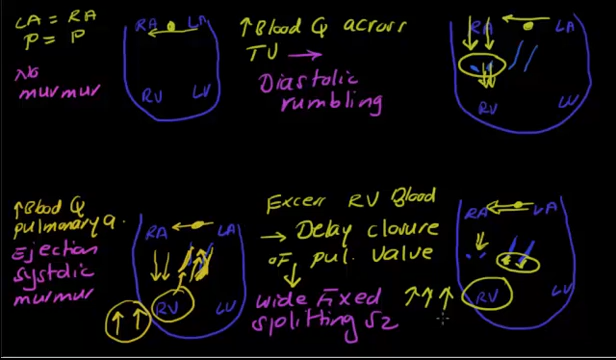 LA = RA
P = P
No
murmur
RA LA
RV LV
↑Blood Q across
TV →
Diastolic
rumbling
RA LA
RV LV
↑Blood Q
pulmonary a.
Ejection
systolic
murmur
RA LA
RV LV
↑↑
Excess RV Blood
→ Delay closure
of pul. valve
↓
wide Fixed
splitting S2
↑↑↑
RA LA
RV LV